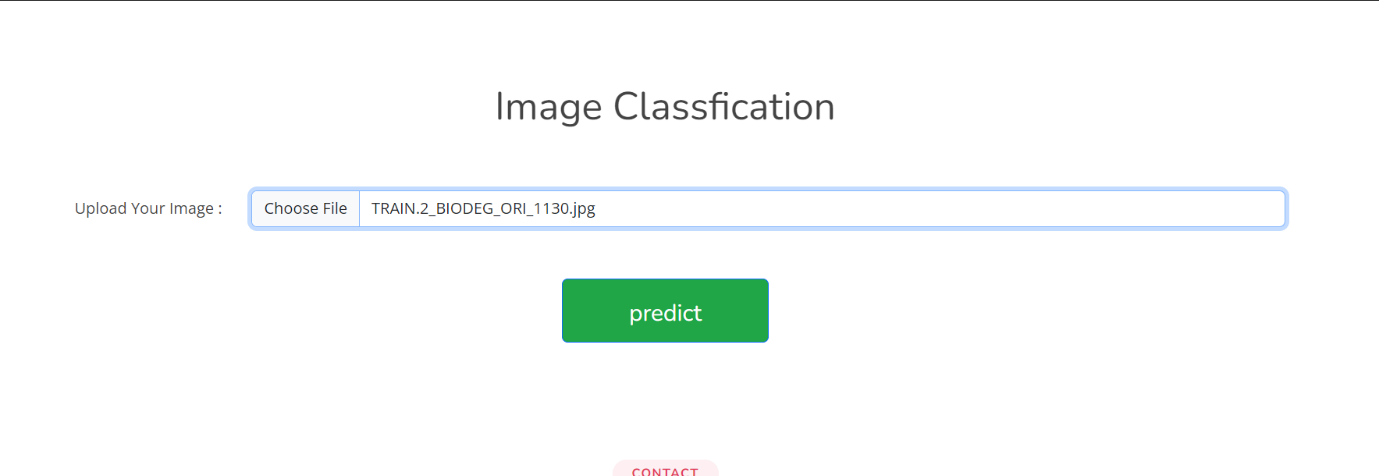 Image Classfication
Upload Your Image : Choose File TRAIN.2_BIODEG_ORI_1130.jpg
predict
CONTACT